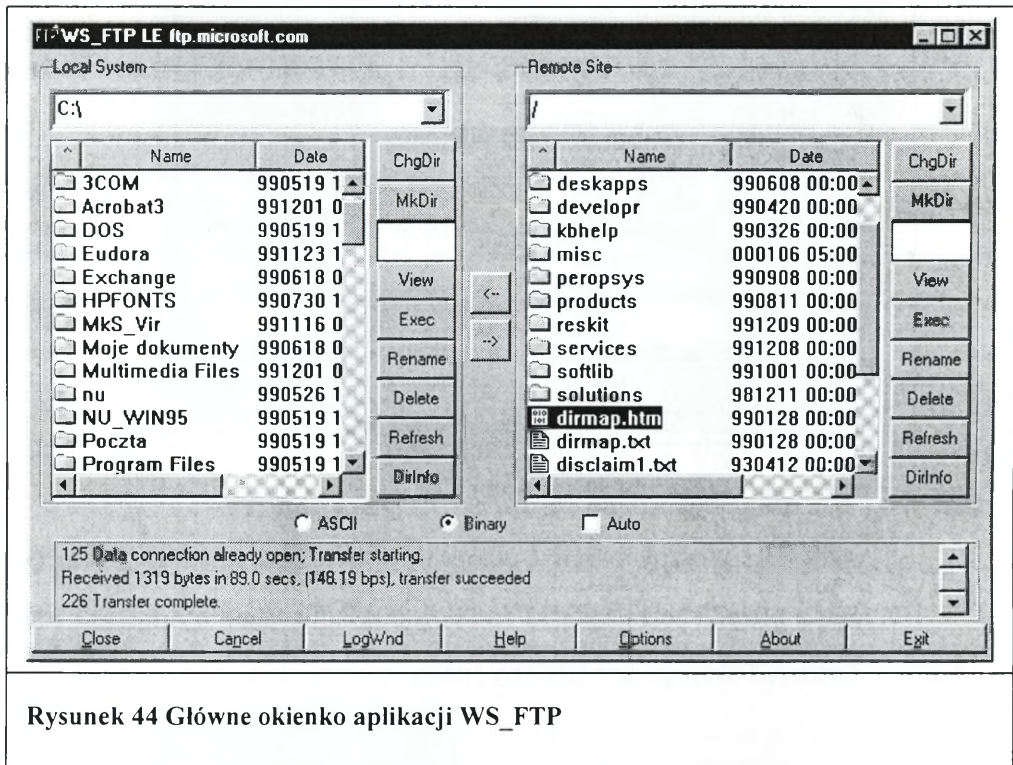 WS_FTP LE ftp.microsoft.com
Local System
C:\
^ Name Date
3COM 990519 1
Acrobat3 991201 0
DOS 990519 1
Eudora 991123 1
Exchange 990618 0
HPFONTS 990730 1
MkS_Vir 991116 0
Moje dokumenty 990618 0
Multimedia Files 991201 0
nu 990526 1
NU_WIN95 990519 1
Poczta 990519 1
Program Files 990519 1
ChgDir
MkDir
View
Exec
Rename
Delete
Refresh
DirInfo
<--
-->
Remote Site
/
^ Name Date
deskapps 990608 00:00
developr 990420 00:00
kbhelp 990326 00:00
misc 000106 05:00
peropsys 990908 00:00
products 990811 00:00
reskit 991209 00:00
services 991208 00:00
softlib 991001 00:00
solutions 981211 00:00
dirmap.htm 990128 00:00
dirmap.txt 990128 00:00
disclaim1.txt 930412 00:00
ChgDir
MkDir
View
Exec
Rename
Delete
Refresh
DirInfo
ASCII Binary Auto
125 Data connection already open; Transfer starting.
Received 1319 bytes in 89.0 secs, (148.19 bps), transfer succeeded
226 Transfer complete.
Close Cancel LogWnd Help Options About Exit
Rysunek 44 Główne okienko aplikacji WS_FTP